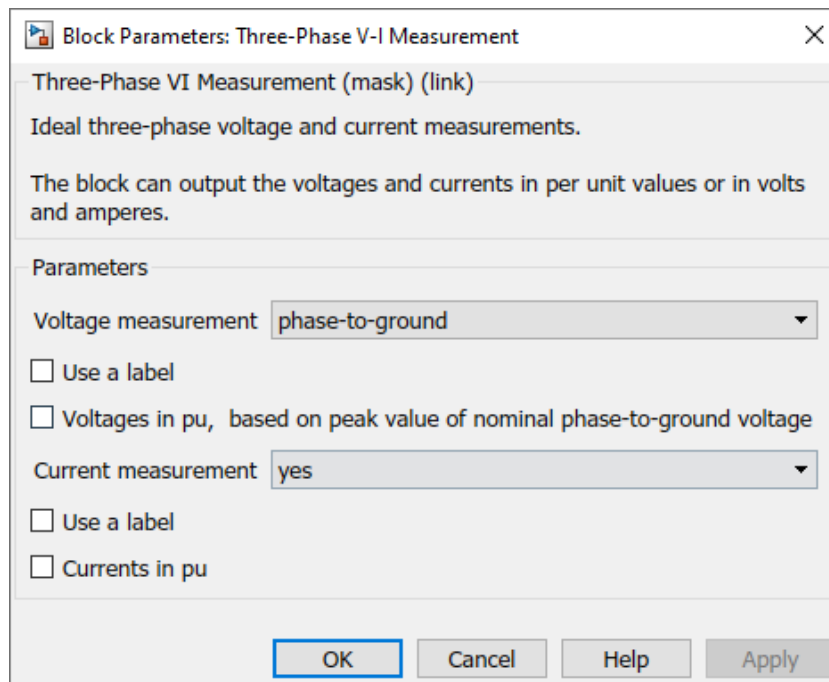 Block Parameters: Three-Phase V-I Measurement
Three-Phase VI Measurement (mask) (link)
Ideal three-phase voltage and current measurements.
The block can output the voltages and currents in per unit values or in volts
and amperes.
Parameters
Voltage measurement phase-to-ground
Use a label
Voltages in pu, based on peak value of nominal phase-to-ground voltage
Current measurement yes
Use a label
Currents in pu
OK Cancel Help Apply